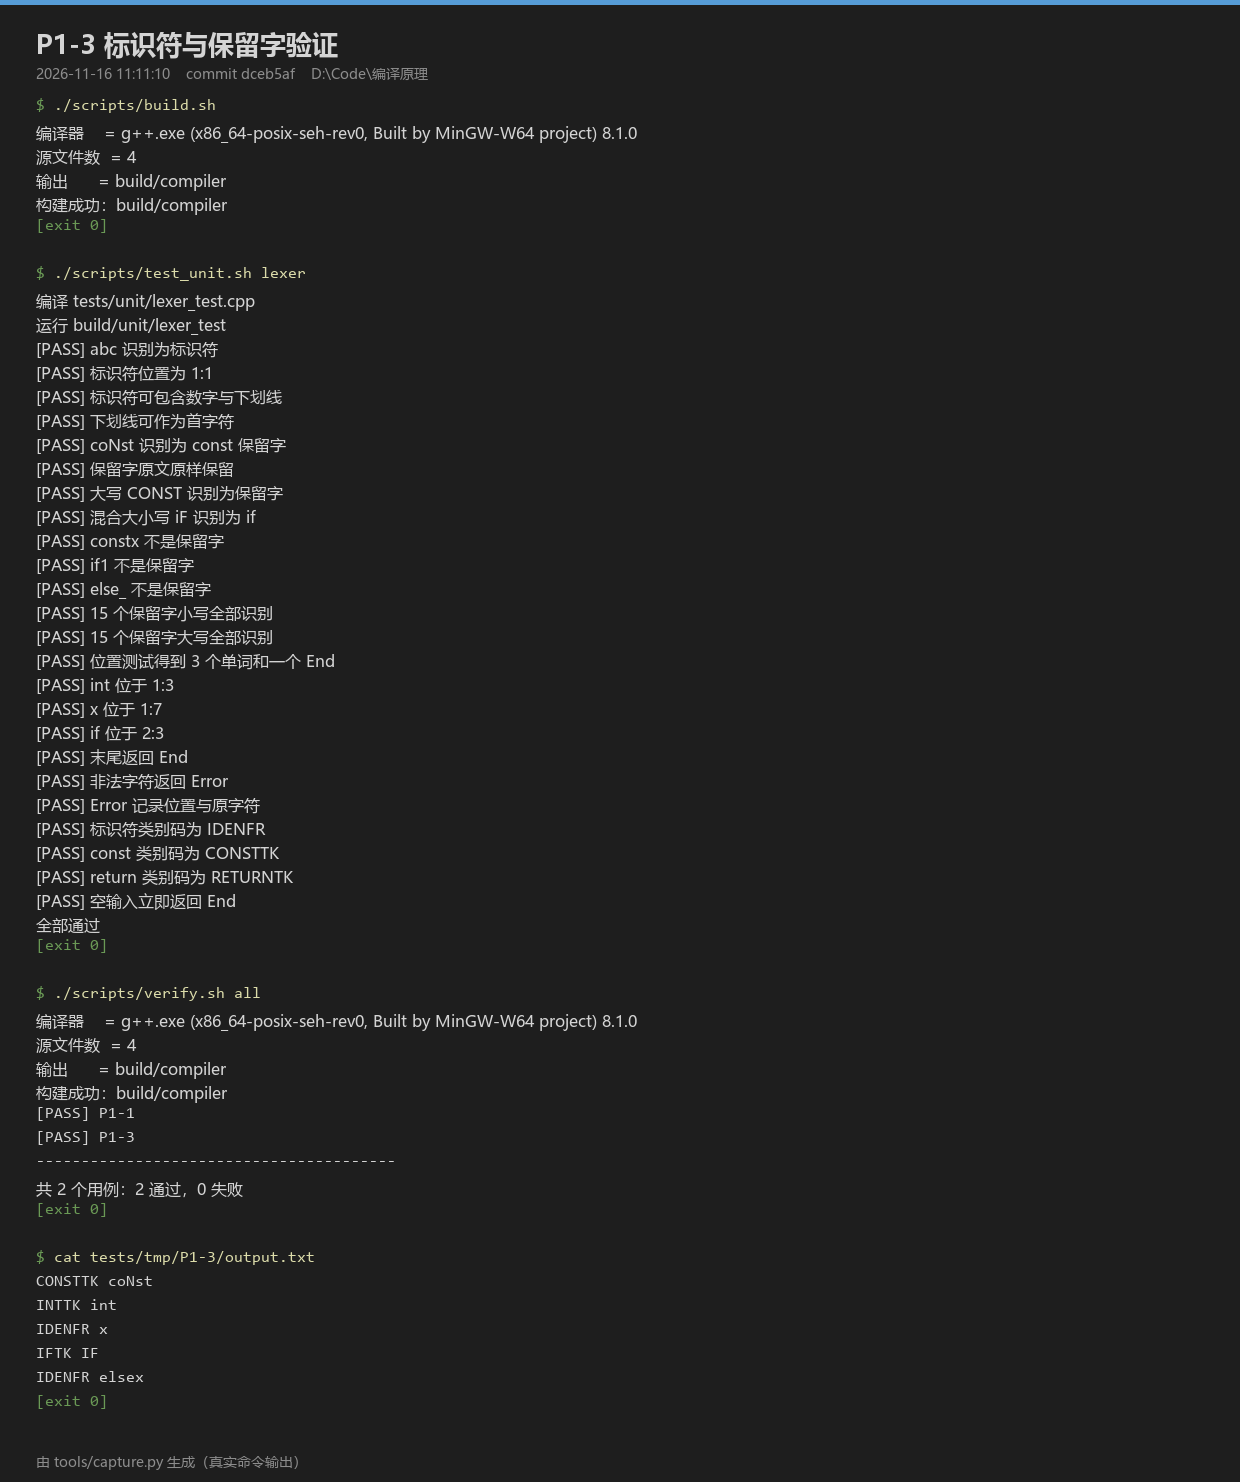 P1-3 标识符与保留字验证
2026-11-16 11:11:10 commit dceb5af D:\Code\编译原理
$ ./scripts/build.sh
编译器 = g++.exe (x86_64-posix-seh-rev0, Built by MinGW-W64 project) 8.1.0
源文件数 = 4
输出 = build/compiler
构建成功：build/compiler
[exit 0]
$ ./scripts/test_unit.sh lexer
编译 tests/unit/lexer_test.cpp
运行 build/unit/lexer_test
[PASS] abc 识别为标识符
[PASS] 标识符位置为 1:1
[PASS] 标识符可包含数字与下划线
[PASS] 下划线可作为首字符
[PASS] coNst 识别为 const 保留字
[PASS] 保留字原文原样保留
[PASS] 大写 CONST 识别为保留字
[PASS] 混合大小写 iF 识别为 if
[PASS] constx 不是保留字
[PASS] if1 不是保留字
[PASS] else_ 不是保留字
[PASS] 15 个保留字小写全部识别
[PASS] 15 个保留字大写全部识别
[PASS] 位置测试得到 3 个单词和一个 End
[PASS] int 位于 1:3
[PASS] x 位于 1:7
[PASS] if 位于 2:3
[PASS] 末尾返回 End
[PASS] 非法字符返回 Error
[PASS] Error 记录位置与原字符
[PASS] 标识符类别码为 IDENFR
[PASS] const 类别码为 CONSTTK
[PASS] return 类别码为 RETURNTK
[PASS] 空输入立即返回 End
全部通过
[exit 0]
$ ./scripts/verify.sh all
编译器 = g++.exe (x86_64-posix-seh-rev0, Built by MinGW-W64 project) 8.1.0
源文件数 = 4
输出 = build/compiler
构建成功：build/compiler
[PASS] P1-1
[PASS] P1-3
----------------------------------------
共 2 个用例：2 通过，0 失败
[exit 0]
$ cat tests/tmp/P1-3/output.txt
CONSTTK coNst
INTTK int
IDENFR x
IFTK IF
IDENFR elsex
[exit 0]
由 tools/capture.py 生成（真实命令输出）